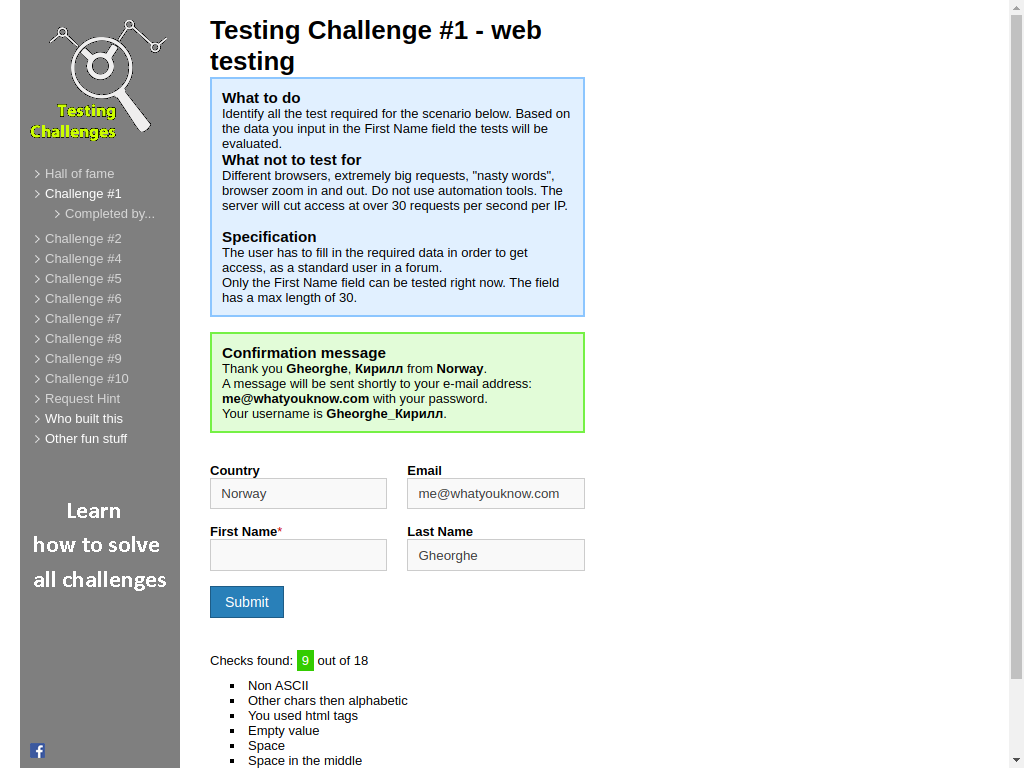 Testing
Challenges
Hall of fame
Challenge #1
Completed by...
Challenge #2
Challenge #4
Challenge #5
Challenge #6
Challenge #7
Challenge #8
Challenge #9
Challenge #10
Request Hint
Who built this
Other fun stuff
Learn
how to solve
all challenges
Testing Challenge #1 - web
testing
What to do
Identify all the test required for the scenario below. Based on
the data you input in the First Name field the tests will be
evaluated.
What not to test for
Different browsers, extremely big requests, "nasty words",
browser zoom in and out. Do not use automation tools. The
server will cut access at over 30 requests per second per IP.
Specification
The user has to fill in the required data in order to get
access, as a standard user in a forum.
Only the First Name field can be tested right now. The field
has a max length of 30.
Confirmation message
Thank you Gheorghe, Кирилл from Norway.
A message will be sent shortly to your e-mail address:
me@whatyouknow.com with your password.
Your username is Gheorghe_Кирилл.
Country Email
Norway me@whatyouknow.com
First Name* Last Name
Gheorghe
Submit
Checks found: 9 out of 18
Non ASCII
Other chars then alphabetic
You used html tags
Empty value
Space
Space in the middle